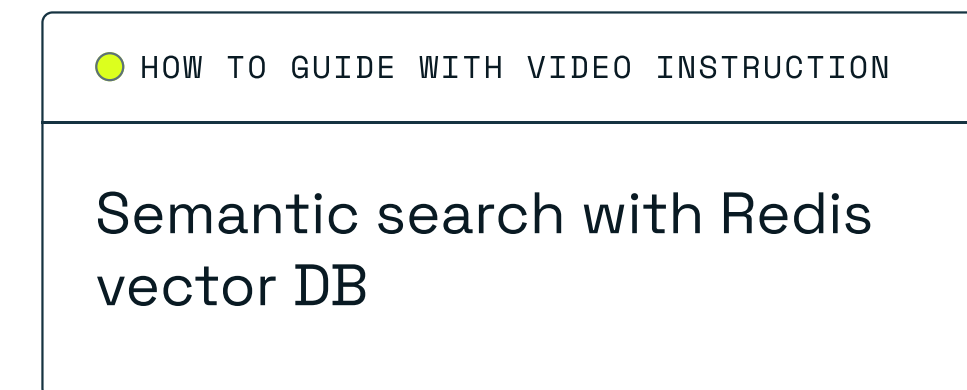 HOW TO GUIDE WITH VIDEO INSTRUCTION
Semantic search with Redis
vector DB